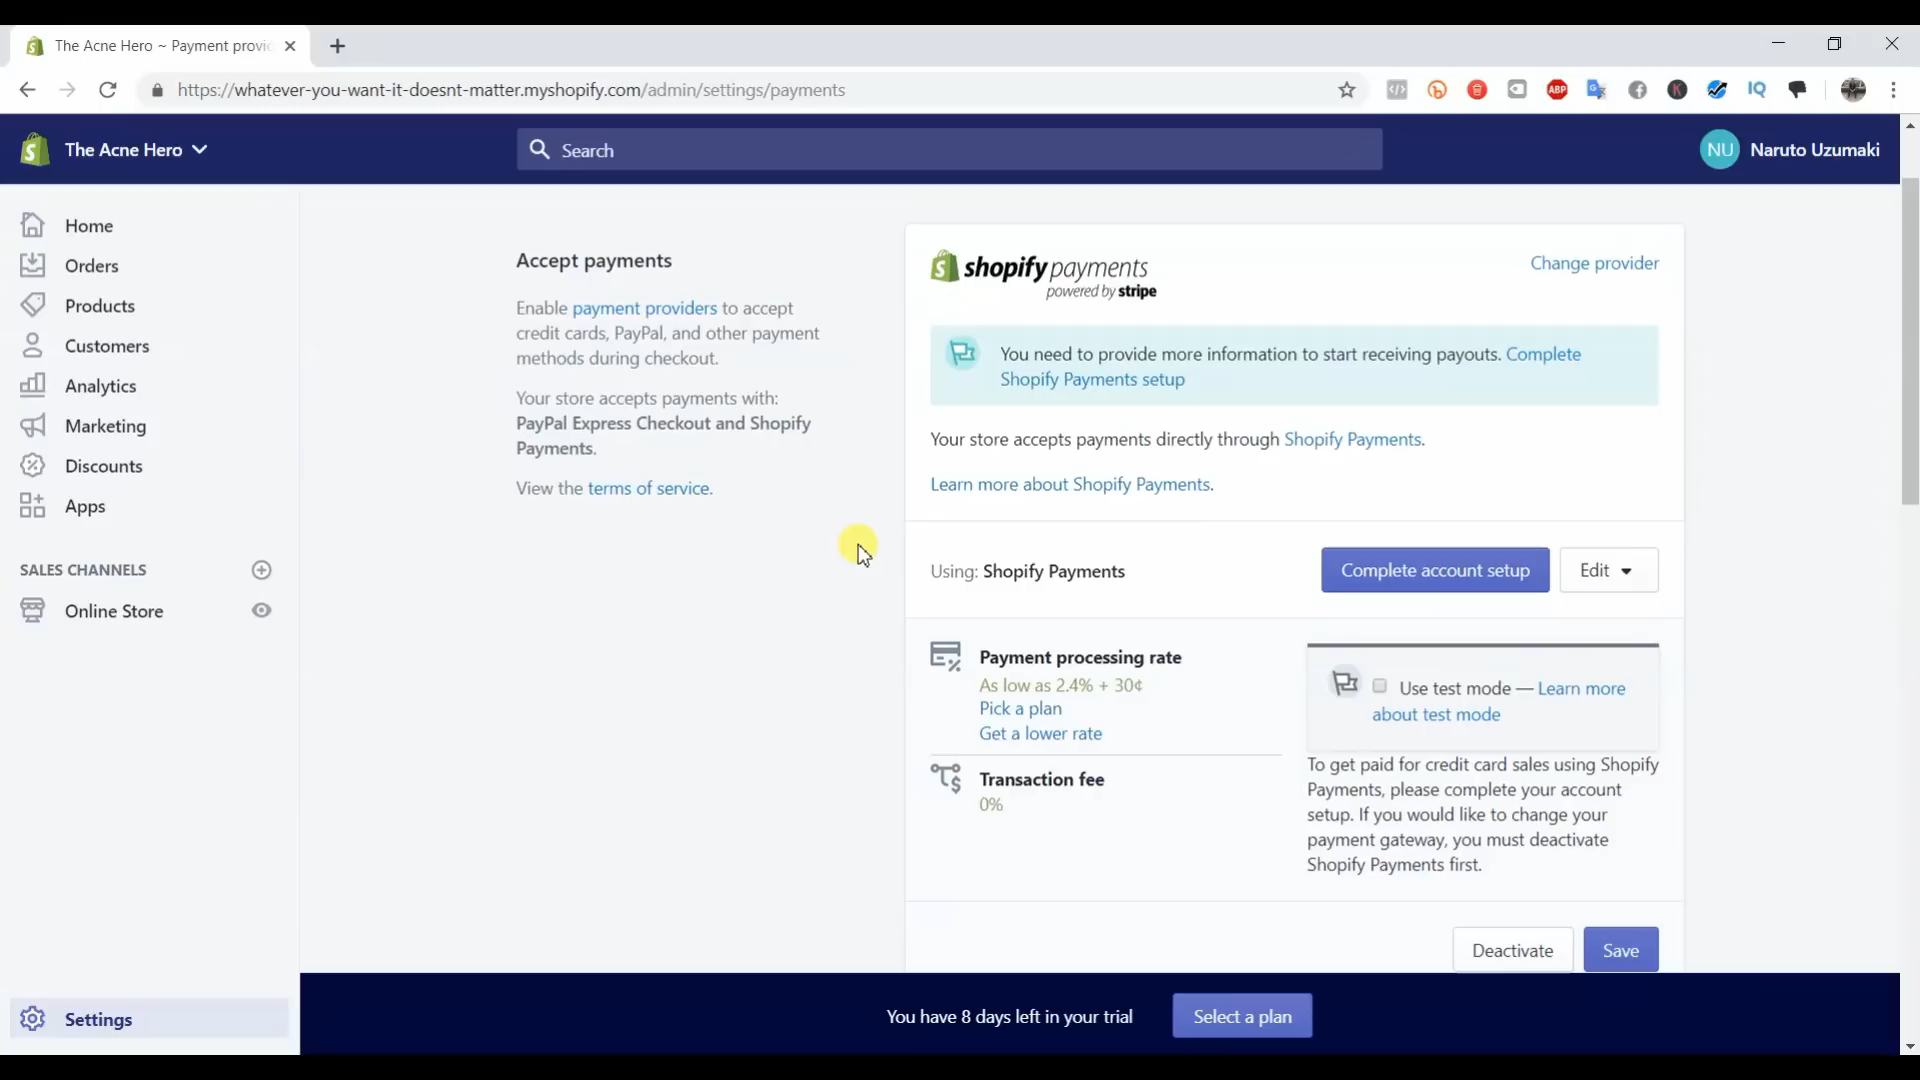 The Acne Hero ~ Payment provid
https://whatever-you-want-it-doesnt-matter.myshopify.com/admin/settings/payments
ABP
IQ
The Acne Hero
Search
NU
Naruto Uzumaki
Home
Orders
Products
Customers
Analytics
Marketing
Discounts
Apps
SALES CHANNELS
Online Store
Settings
Accept payments
Enable payment providers to accept
credit cards, PayPal, and other payment
methods during checkout.
Your store accepts payments with:
PayPal Express Checkout and Shopify
Payments.
View the terms of service.
shopify payments
powered by stripe
Change provider
You need to provide more information to start receiving payouts. Complete
Shopify Payments setup
Your store accepts payments directly through Shopify Payments.
Learn more about Shopify Payments.
Using: Shopify Payments
Complete account setup
Edit
Payment processing rate
As low as 2.4% + 30¢
Pick a plan
Get a lower rate
Transaction fee
0%
Use test mode — Learn more
about test mode
To get paid for credit card sales using Shopify
Payments, please complete your account
setup. If you would like to change your
payment gateway, you must deactivate
Shopify Payments first.
Deactivate
Save
You have 8 days left in your trial
Select a plan